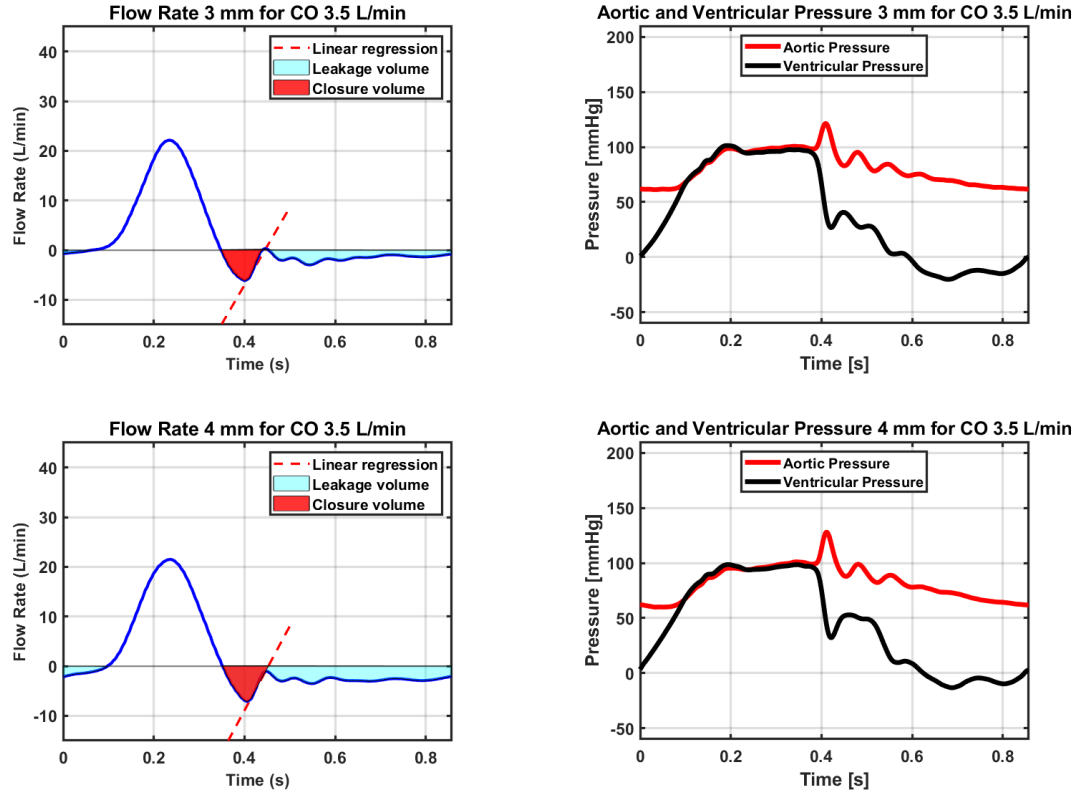 Flow Rate 3 mm for CO 3.5 L/min
Flow Rate (L/min)
40
30
20
10
0
-10
Linear regression
Leakage volume
Closure volume
0
0.2
0.4
0.6
0.8
Time (s)
Aortic and Ventricular Pressure 3 mm for CO 3.5 L/min
Pressure [mmHg]
200
150
100
50
0
-50
Aortic Pressure
Ventricular Pressure
0
0.2
0.4
0.6
0.8
Time [s]
Flow Rate 4 mm for CO 3.5 L/min
Flow Rate (L/min)
40
30
20
10
0
-10
Linear regression
Leakage volume
Closure volume
0
0.2
0.4
0.6
0.8
Time (s)
Aortic and Ventricular Pressure 4 mm for CO 3.5 L/min
Pressure [mmHg]
200
150
100
50
0
-50
Aortic Pressure
Ventricular Pressure
0
0.2
0.4
0.6
0.8
Time [s]